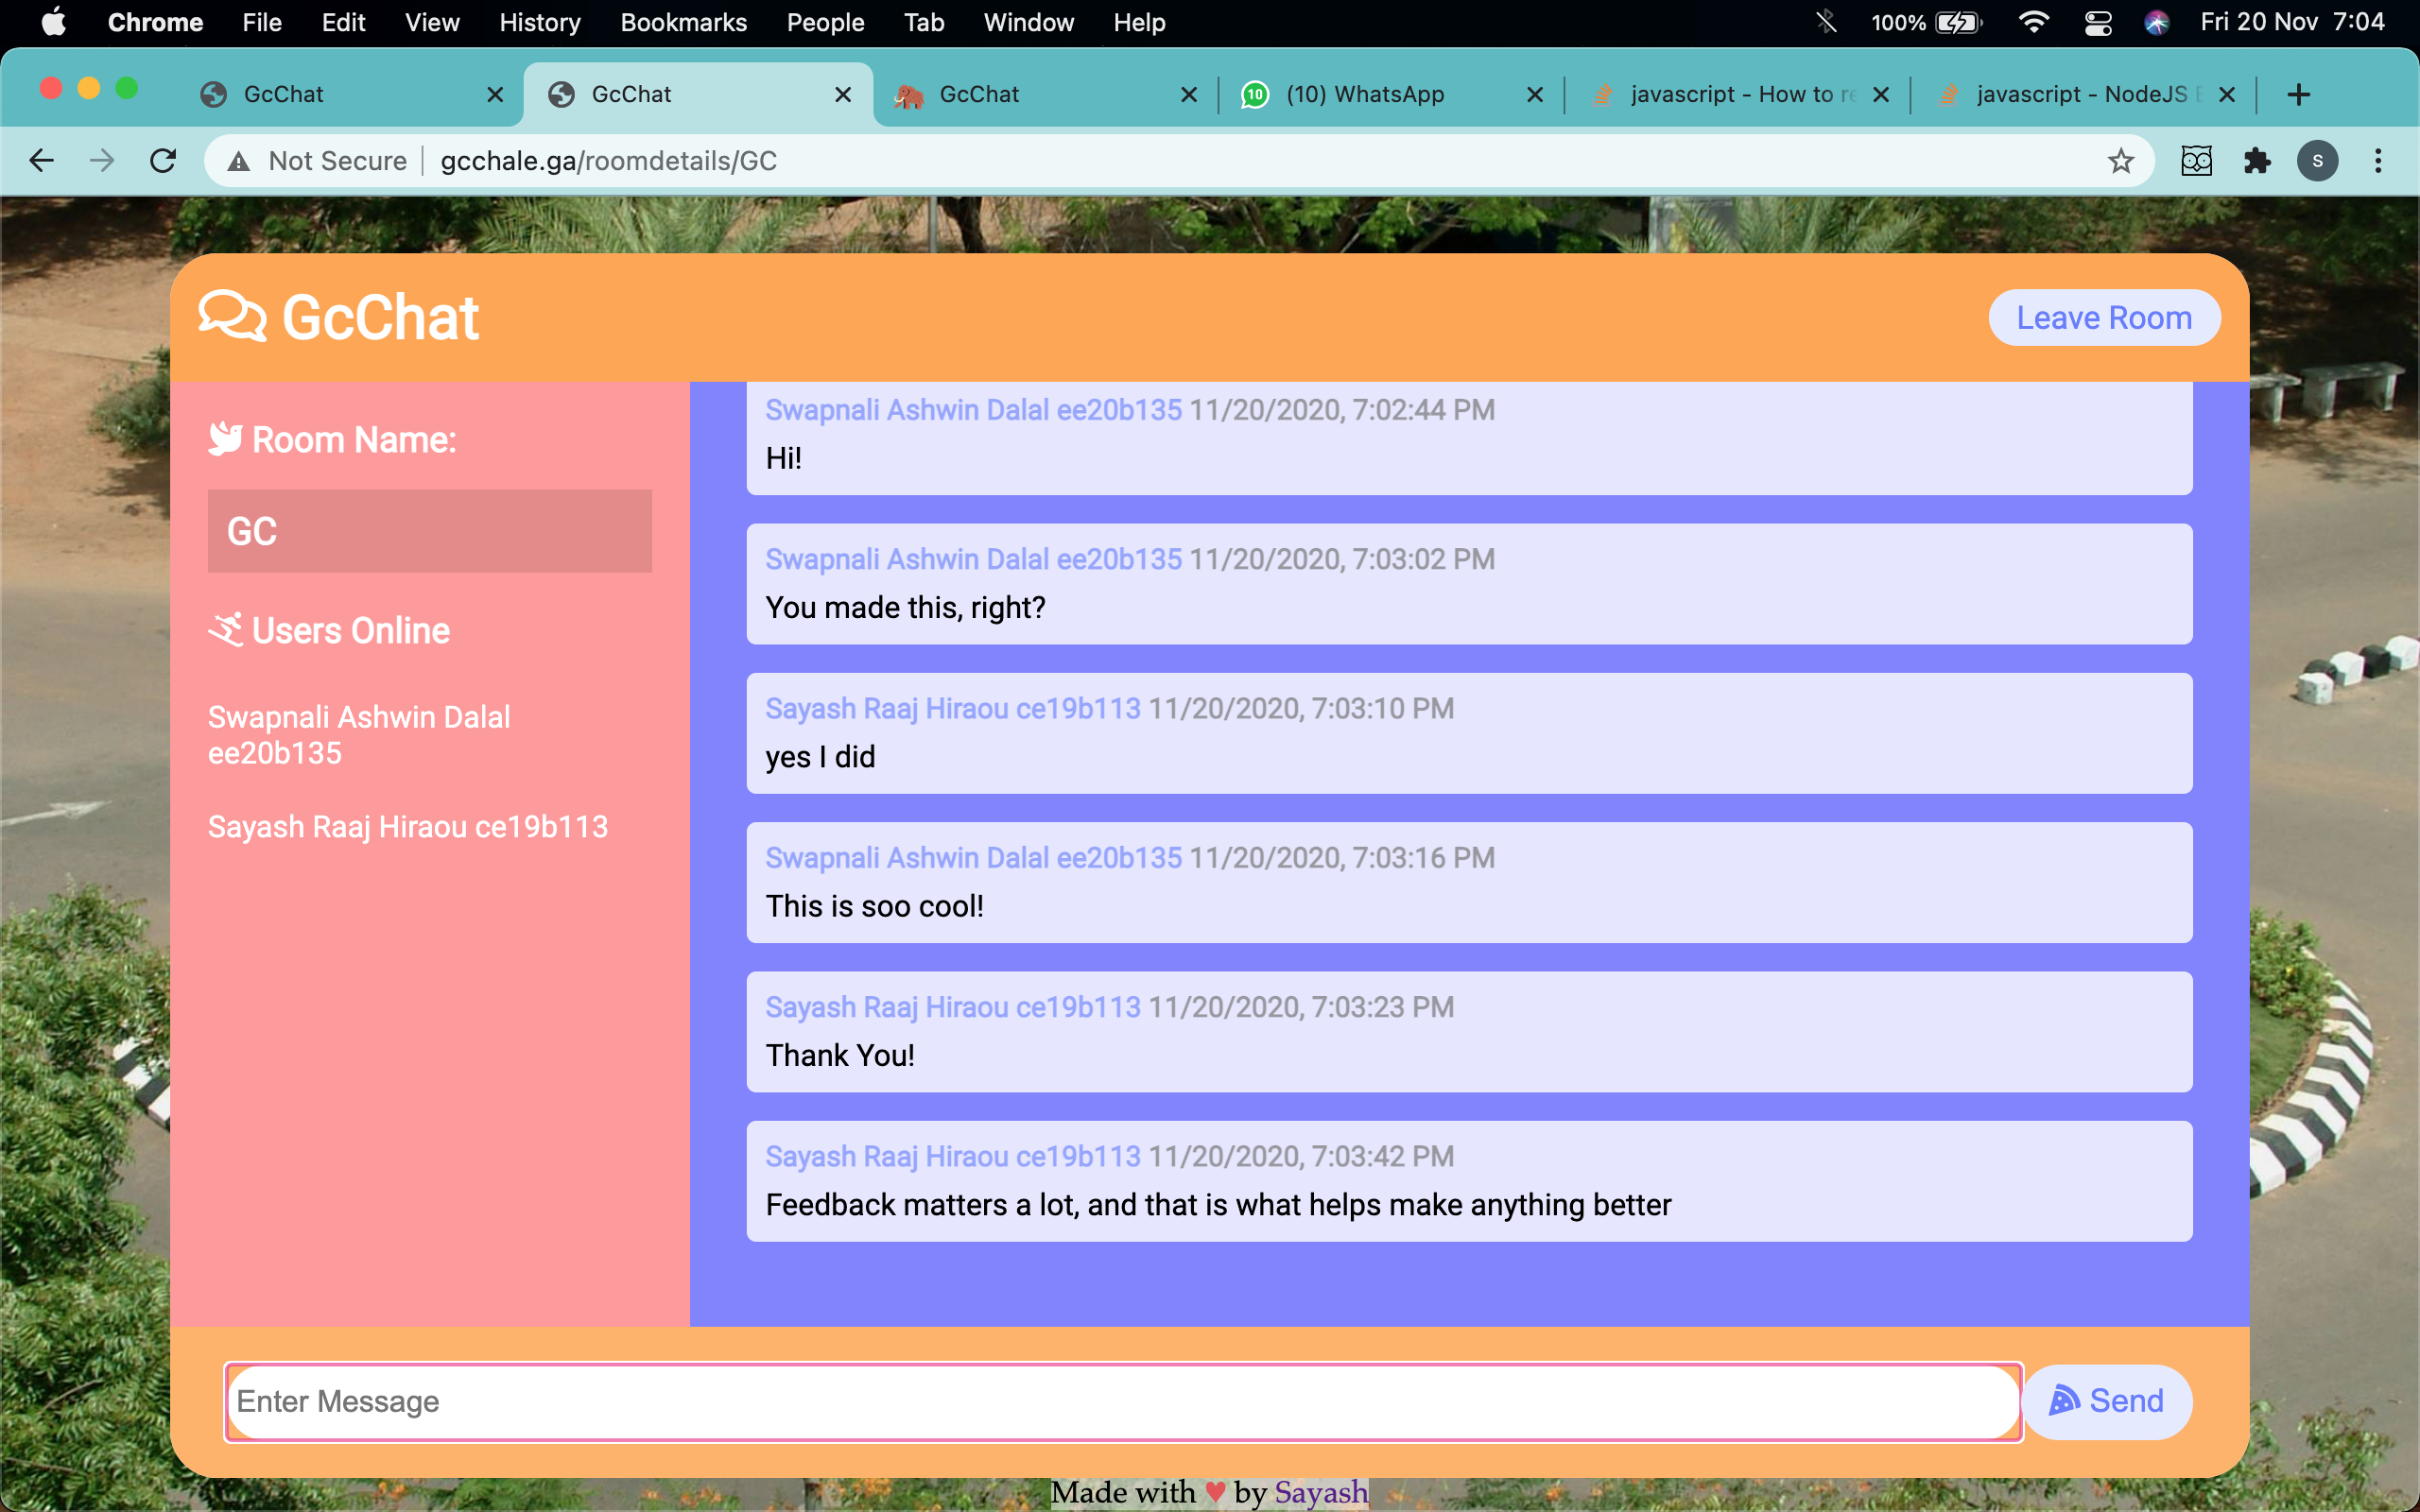 Chrome File Edit View History Bookmarks People Tab Window Help 100% Fri 20 Nov 7:04
GcChat GcChat GcChat 10 (10) WhatsApp javascript - How to re javascript - NodeJS
Not Secure gcchale.ga/roomdetails/GC S
GcChat Leave Room
Room Name:
GC
Users Online
Swapnali Ashwin Dalal
ee20b135
Sayash Raaj Hiraou ce19b113
Swapnali Ashwin Dalal ee20b135 11/20/2020, 7:02:44 PM
Hi!
Swapnali Ashwin Dalal ee20b135 11/20/2020, 7:03:02 PM
You made this, right?
Sayash Raaj Hiraou ce19b113 11/20/2020, 7:03:10 PM
yes I did
Swapnali Ashwin Dalal ee20b135 11/20/2020, 7:03:16 PM
This is soo cool!
Sayash Raaj Hiraou ce19b113 11/20/2020, 7:03:23 PM
Thank You!
Sayash Raaj Hiraou ce19b113 11/20/2020, 7:03:42 PM
Feedback matters a lot, and that is what helps make anything better
Enter Message Send
Made with ♥ by Sayash